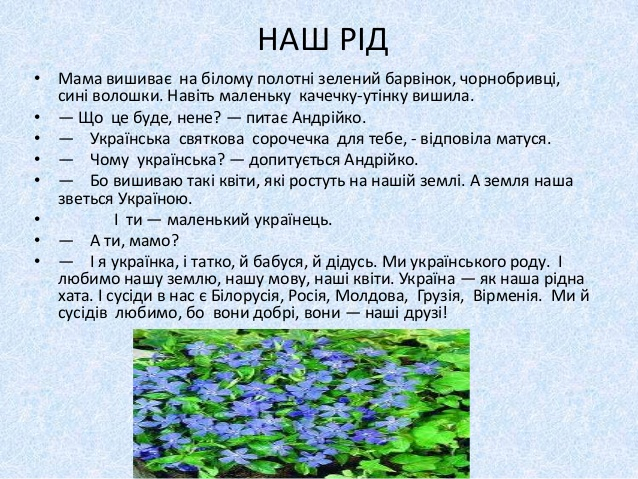 НАШ РІД
• Мама вишиває на білому полотні зелений барвінок, чорнобривці,
сині волошки. Навіть маленьку качечку-утінку вишила.
• — Що це буде, нене? — питає Андрійко.
• — Українська святкова сорочечка для тебе, - відповіла матуся.
• — Чому українська? — допитується Андрійко.
• — Бо вишиваю такі квіти, які ростуть на нашій землі. А земля наша
зветься Україною.
• І ти — маленький українець.
• — А ти, мамо?
• — І я українка, і татко, й бабуся, й дідусь. Ми українського роду. І
любимо нашу землю, нашу мову, наші квіти. Україна — як наша рідна
хата. І сусіди в нас є Білорусія, Росія, Молдова, Грузія, Вірменія. Ми й
сусідів любимо, бо вони добрі, вони — наші друзі!